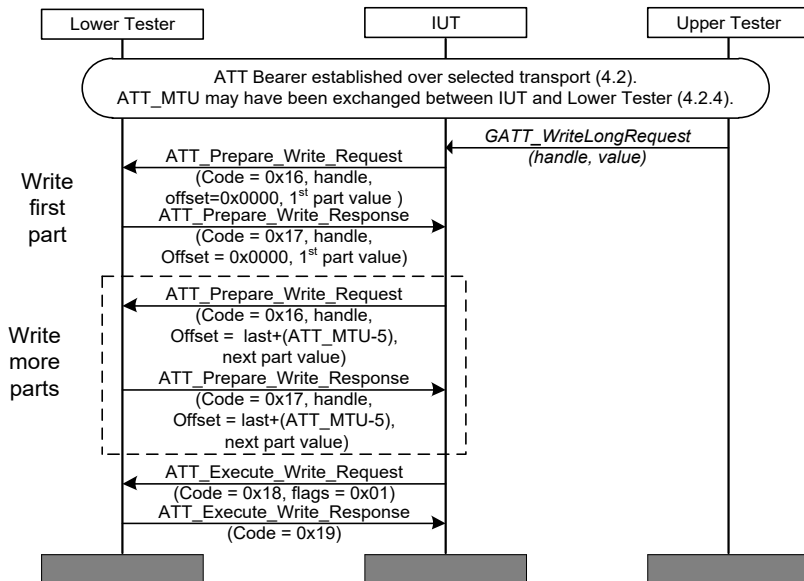 Lower Tester
IUT
Upper Tester
ATT Bearer established over selected transport (4.2).
ATT_MTU may have been exchanged between IUT and Lower Tester (4.2.4).
GATT_WriteLongRequest
(handle, value)
Write
first
part
ATT_Prepare_Write_Request
(Code = 0x16, handle,
offset=0x0000, 1st part value )
ATT_Prepare_Write_Response
(Code = 0x17, handle,
Offset = 0x0000, 1st part value)
Write
more
parts
ATT_Prepare_Write_Request
(Code = 0x16, handle,
Offset = last+(ATT_MTU-5),
next part value)
ATT_Prepare_Write_Response
(Code = 0x17, handle,
Offset = last+(ATT_MTU-5),
next part value)
ATT_Execute_Write_Request
(Code = 0x18, flags = 0x01)
ATT_Execute_Write_Response
(Code = 0x19)